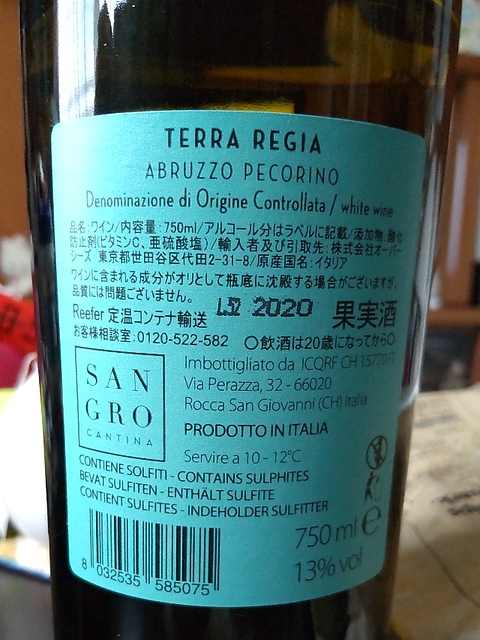 TERRA REGIA
ABRUZZO PECORINO
Denominazione di Origine Controllata / white wine
品名:ワイン/内容量:750ml/アルコール分はラベルに記載/添加物:酸化
防止剤(ビタミンC、亜硫酸塩)/輸入者及び引取先:株式会社オーバー
シーズ 東京都世田谷区代田2-31-8/原産国名:イタリア
ワインに含まれる成分がオリとして瓶底に沈殿する場合がございますが、
品質には問題ございません。
Reefer 定温コンテナ輸送 L52 2020 果実酒
お客様相談室:0120-522-582 〇飲酒は20歳になってから〇
SAN
GRO
CANTINA
Imbottigliato da ICQRF CH 15770 IT
Via Perazza, 32 - 66020
Rocca San Giovanni (CH) Italia
PRODOTTO IN ITALIA
Servire a 10 - 12°C
CONTIENE SOLFITI - CONTAINS SULPHITES
BEVAT SULFITEN - ENTHÄLT SULFITE
CONTIENT SULFITES - INDEHOLDER SULFITTER
750 ml e
13% vol
8 032535 585075